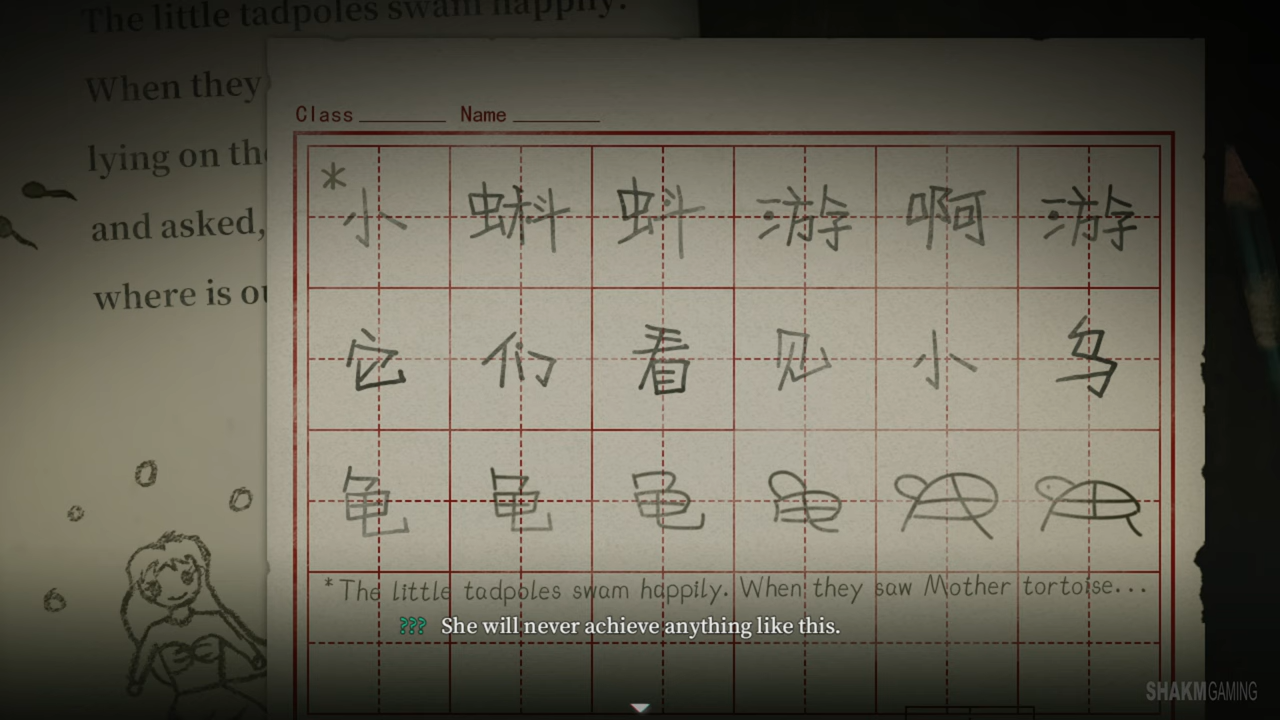 The little tadpoles swam happily.
When they
lying on the
and asked,
where is ou
Class Name
*小蝌蚪游啊游
它们看见小乌
龟龟龟
*The little tadpoles swam happily. When they saw Mother tortoise...
??? She will never achieve anything like this.
SHAKMGAMING